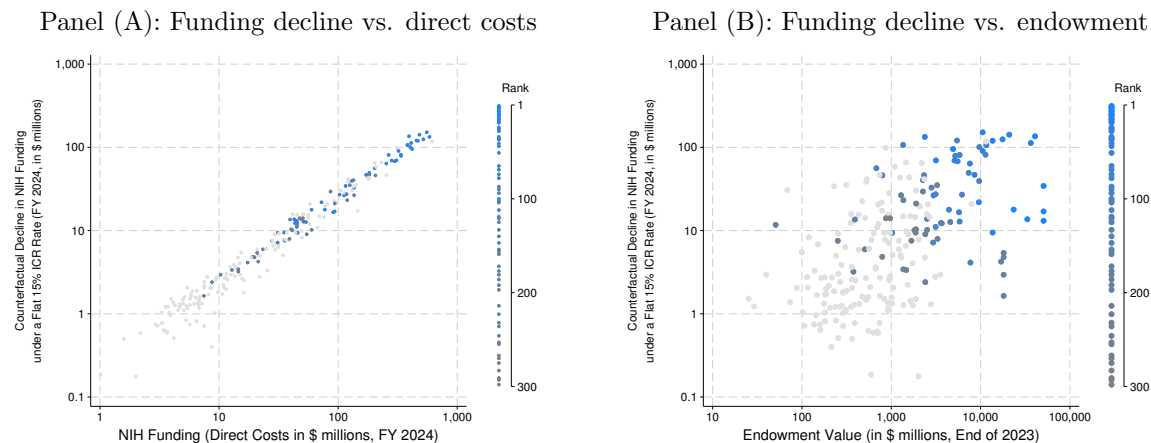 Panel (A): Funding decline vs. direct costs
Counterfactual Decline in NIH Funding
under a Flat 15% ICR Rate (FY 2024, in $ millions)
1,000
100
10
1
0.1
1
10
100
1,000
NIH Funding (Direct Costs in $ millions, FY 2024)
Rank
1
100
200
300
Panel (B): Funding decline vs. endowment
Counterfactual Decline in NIH Funding
under a Flat 15% ICR Rate (FY 2024, in $ millions)
1,000
100
10
1
0.1
10
100
1,000
10,000
100,000
Endowment Value (in $ millions, End of 2023)
Rank
1
100
200
300